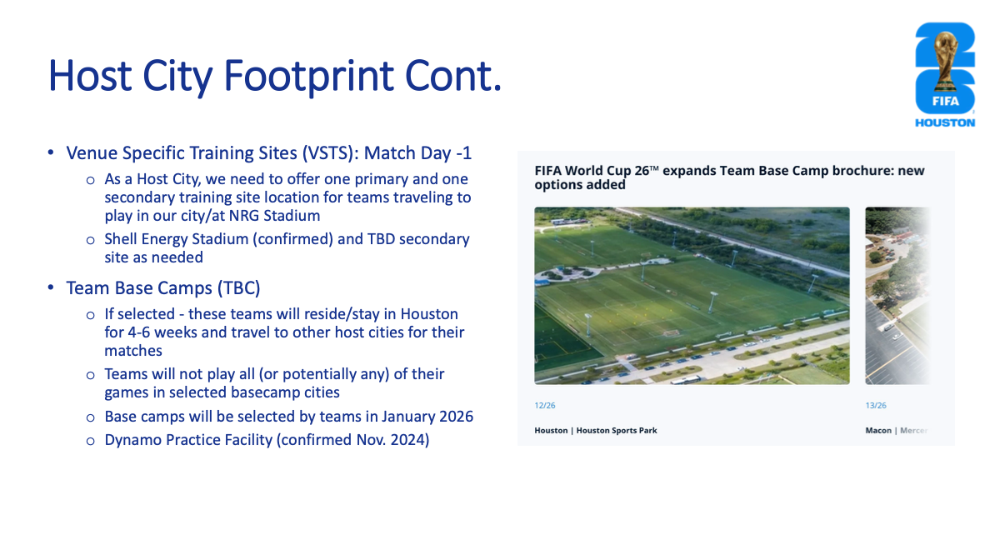 Host City Footprint Cont.
FIFA
HOUSTON
• Venue Specific Training Sites (VSTS): Match Day -1
o As a Host City, we need to offer one primary and one
secondary training site location for teams traveling to
play in our city/at NRG Stadium
o Shell Energy Stadium (confirmed) and TBD secondary
site as needed
• Team Base Camps (TBC)
o If selected - these teams will reside/stay in Houston
for 4-6 weeks and travel to other host cities for their
matches
o Teams will not play all (or potentially any) of their
games in selected basecamp cities
o Base camps will be selected by teams in January 2026
o Dynamo Practice Facility (confirmed Nov. 2024)
FIFA World Cup 26™ expands Team Base Camp brochure: new
options added
12/26
Houston | Houston Sports Park
13/26
Macon | Mercer